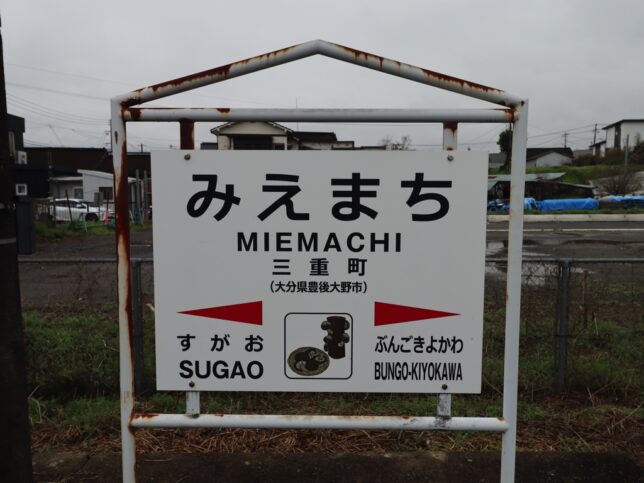 みえまち
MIEMACHI
三重町
(大分県豊後大野市)
すがお
SUGAO
ぶんごきよかわ
BUNGO-KIYOKAWA